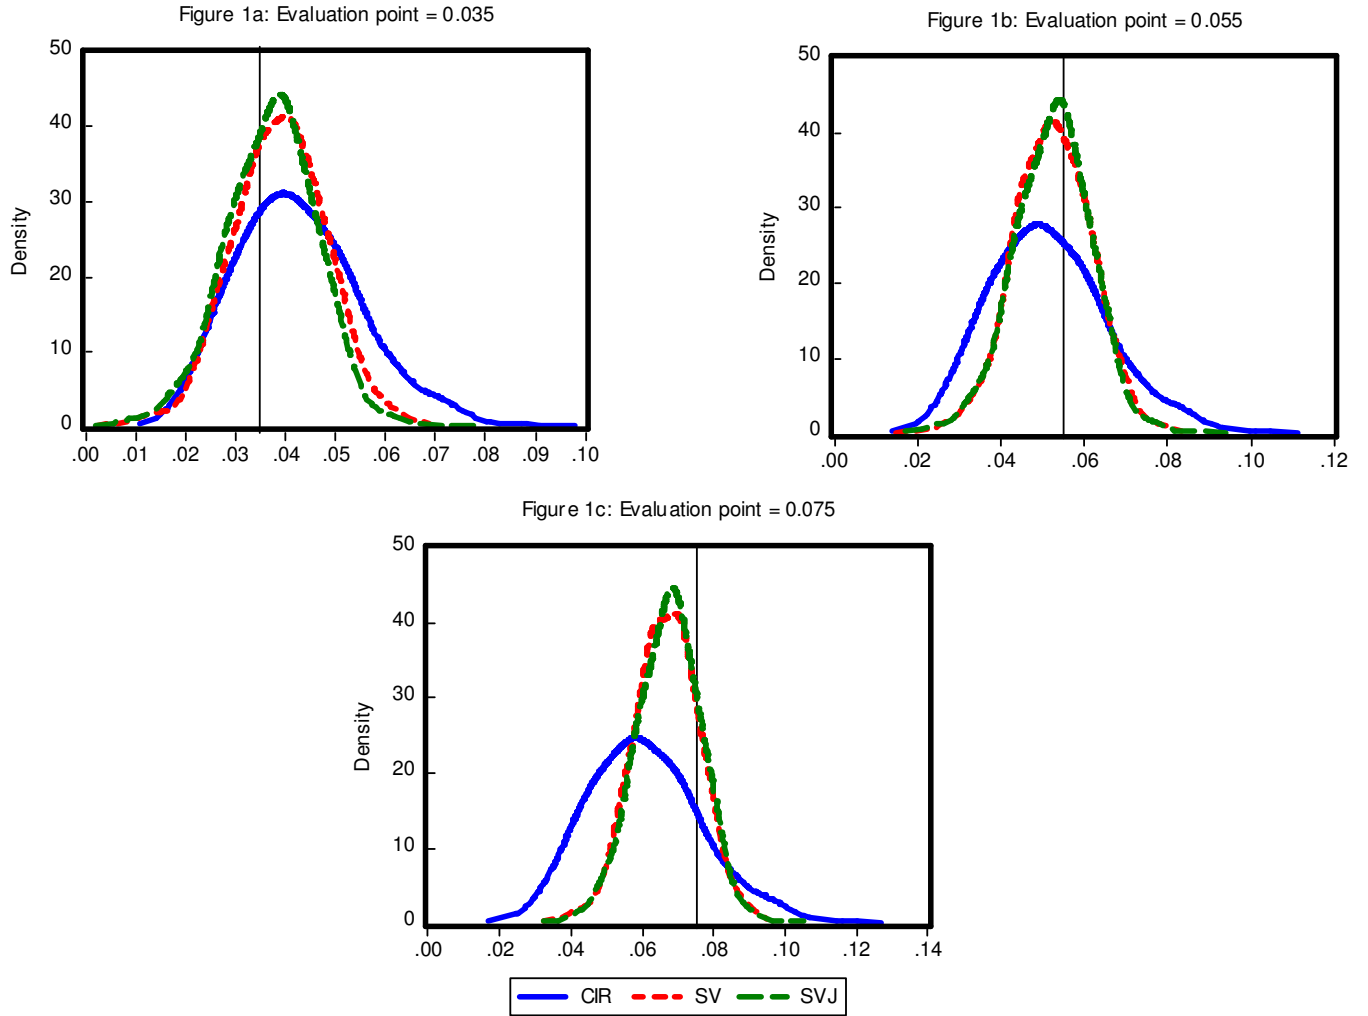 Figure 1a: Evaluation point = 0.035
50
40
30
20
10
0
Density
.00 .01 .02 .03 .04 .05 .06 .07 .08 .09 .10
Figure 1b: Evaluation point = 0.055
50
40
30
20
10
0
Density
.00 .02 .04 .06 .08 .10 .12
Figure 1c: Evaluation point = 0.075
50
40
30
20
10
0
Density
.00 .02 .04 .06 .08 .10 .12 .14
CIR SV SVJ